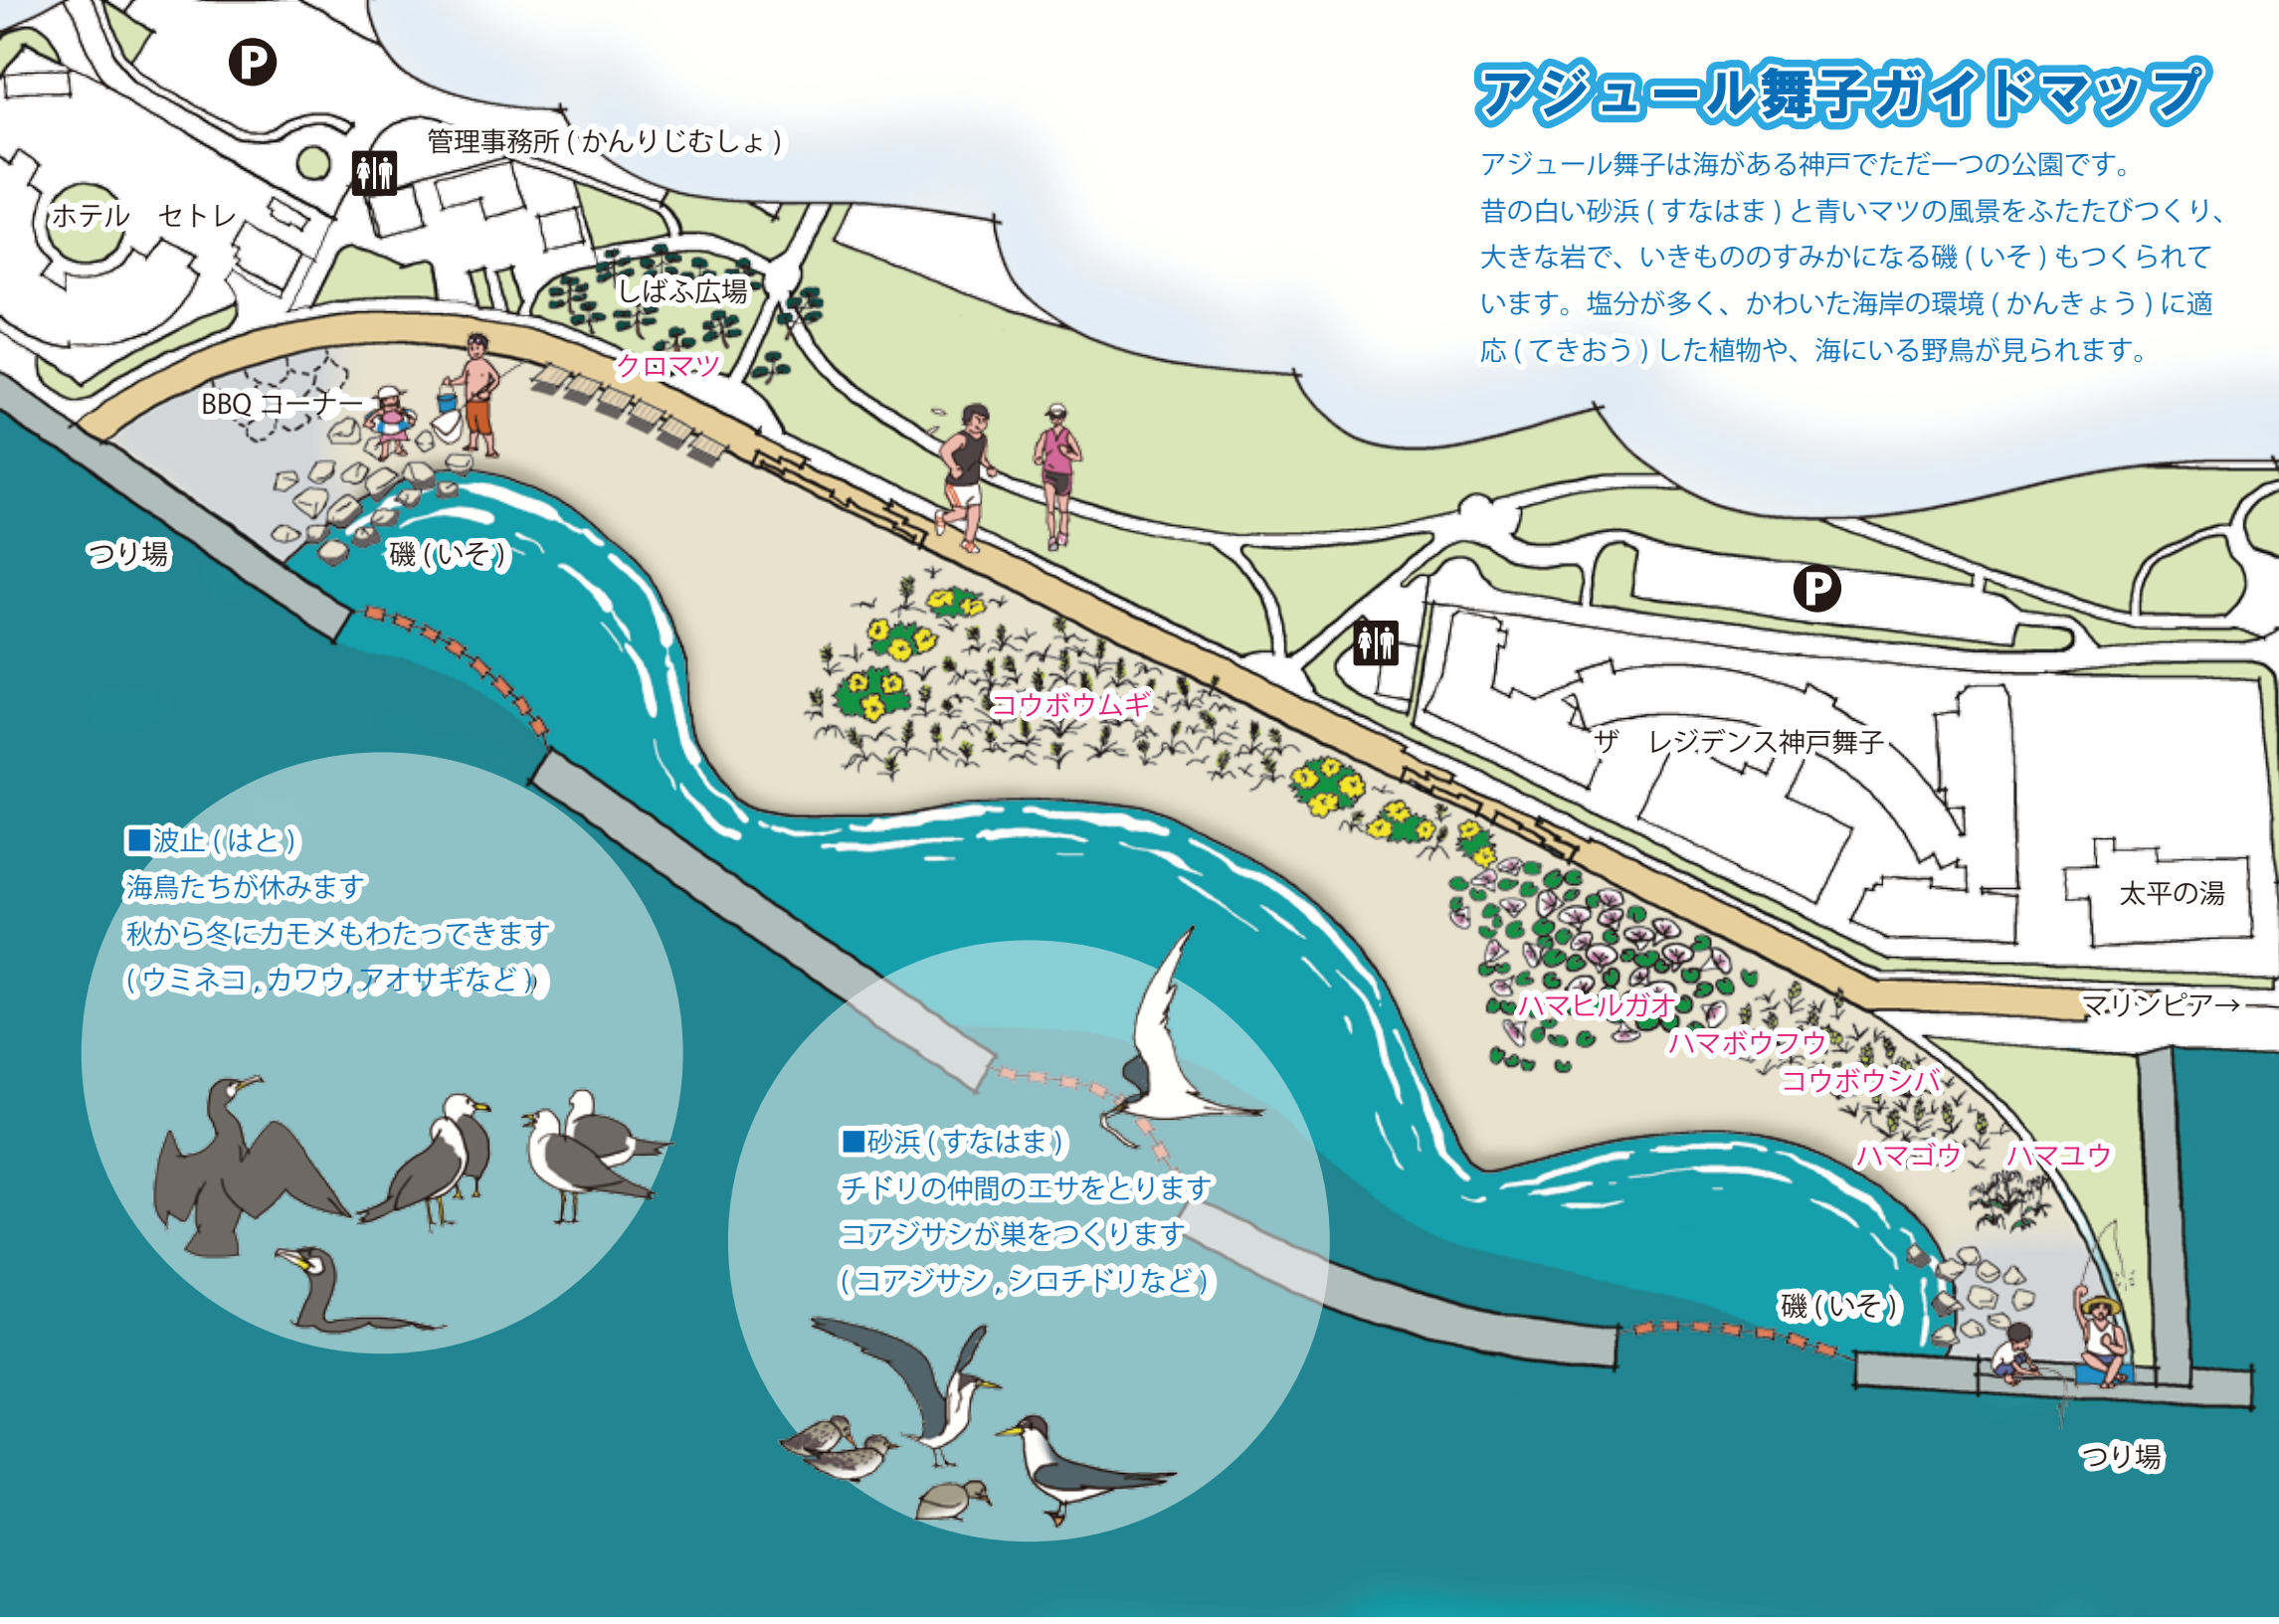 アジュール舞子ガイドマップ
アジュール舞子は海がある神戸でただ一つの公園です。
昔の白い砂浜(すなはま)と青いマツの風景をふたたびつくり、
大きな岩で、いきもののすみかになる磯(いそ)もつくられて
います。塩分が多く、かわいた海岸の環境(かんきょう)に適
応(てきおう)した植物や、海にいる野鳥が見られます。
P
管理事務所(かんりじむしょ)
ホテル　セトレ
しばふ広場
クロマツ
BBQ コーナー
つり場
磯(いそ)
P
コウボウムギ
ザ　レジデンス神戸舞子
太平の湯
マリンピア→
ハマヒルガオ
ハマボウフウ
コウボウシバ
ハマゴウ
ハマユウ
磯(いそ)
つり場
■波止(はと)
海鳥たちが休みます
秋から冬にカモメもわたってきます
(ウミネコ,カワウ,アオサギなど))
■砂浜(すなはま)
チドリの仲間のエサをとります
コアジサシが巣をつくります
(コアジサシ,シロチドリなど)